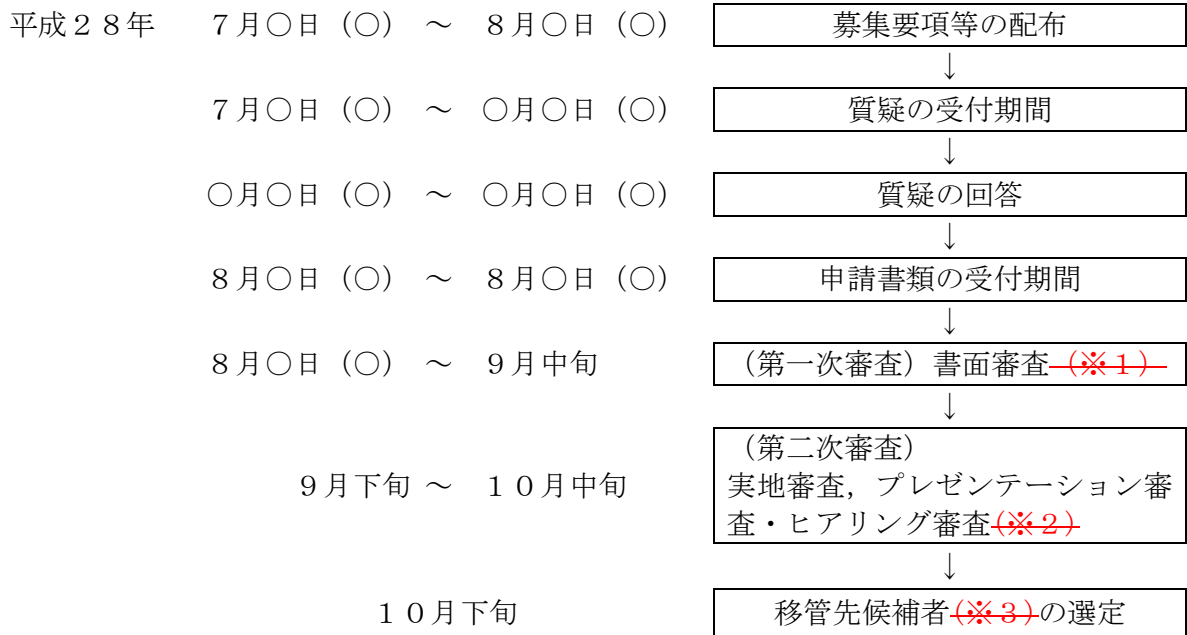 平成２８年　７月○日（○）　～　８月○日（○）　募集要項等の配布
↓
７月○日（○）　～　○月○日（○）　質疑の受付期間
↓
○月○日（○）　～　○月○日（○）　質疑の回答
↓
８月○日（○）　～　８月○日（○）　申請書類の受付期間
↓
８月○日（○）　～　９月中旬　（第一次審査）書面審査（※１）
↓
（第二次審査）
９月下旬　～　１０月中旬　実地審査，プレゼンテーション審
査・ヒアリング審査（※２）
↓
１０月下旬　移管先候補者（※３）の選定